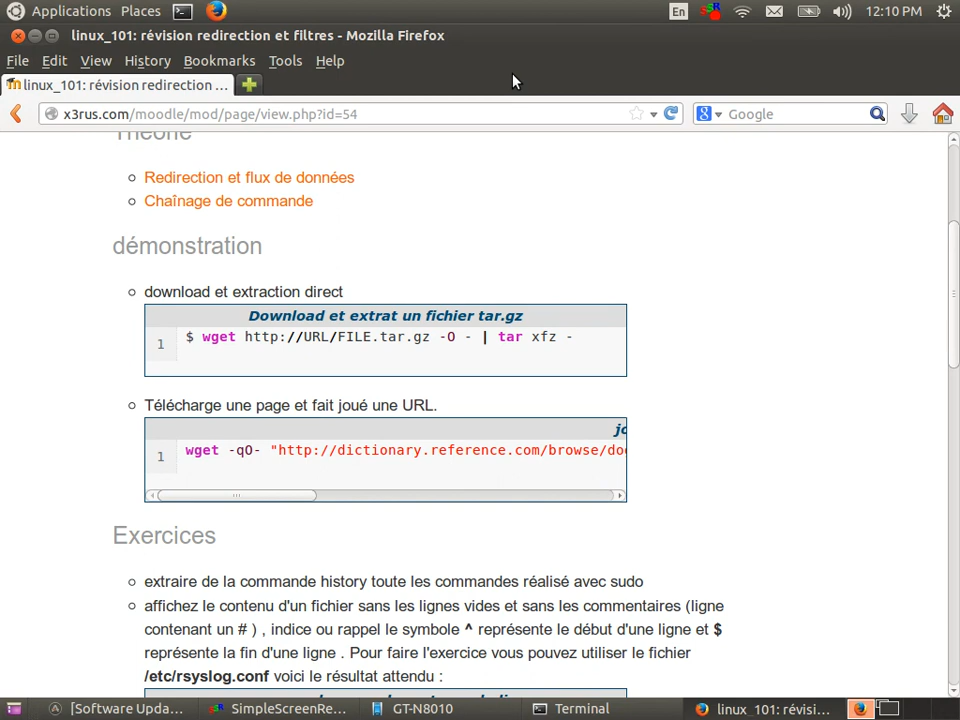 Applications Places En 12:10 PM
linux_101: révision redirection et filtres - Mozilla Firefox
File Edit View History Bookmarks Tools Help
linux_101: révision redirection ...
x3rus.com/moodle/mod/page/view.php?id=54 Google
Théorie
Redirection et flux de données
Chaînage de commande
démonstration
download et extraction direct
Download et extrat un fichier tar.gz
1 $ wget http://URL/FILE.tar.gz -O - | tar xfz -
Télécharge une page et fait joué une URL.
jo
1 wget -qO- "http://dictionary.reference.com/browse/do
Exercices
extraire de la commande history toute les commandes réalisé avec sudo
affichez le contenu d'un fichier sans les lignes vides et sans les commentaires (ligne
contenant un # ) , indice ou rappel le symbole ^ représente le début d'une ligne et $
représente la fin d'une ligne . Pour faire l'exercice vous pouvez utiliser le fichier
/etc/rsyslog.conf voici le résultat attendu :
[Software Upda... SimpleScreenRe... GT-N8010 Terminal linux_101: révisi...